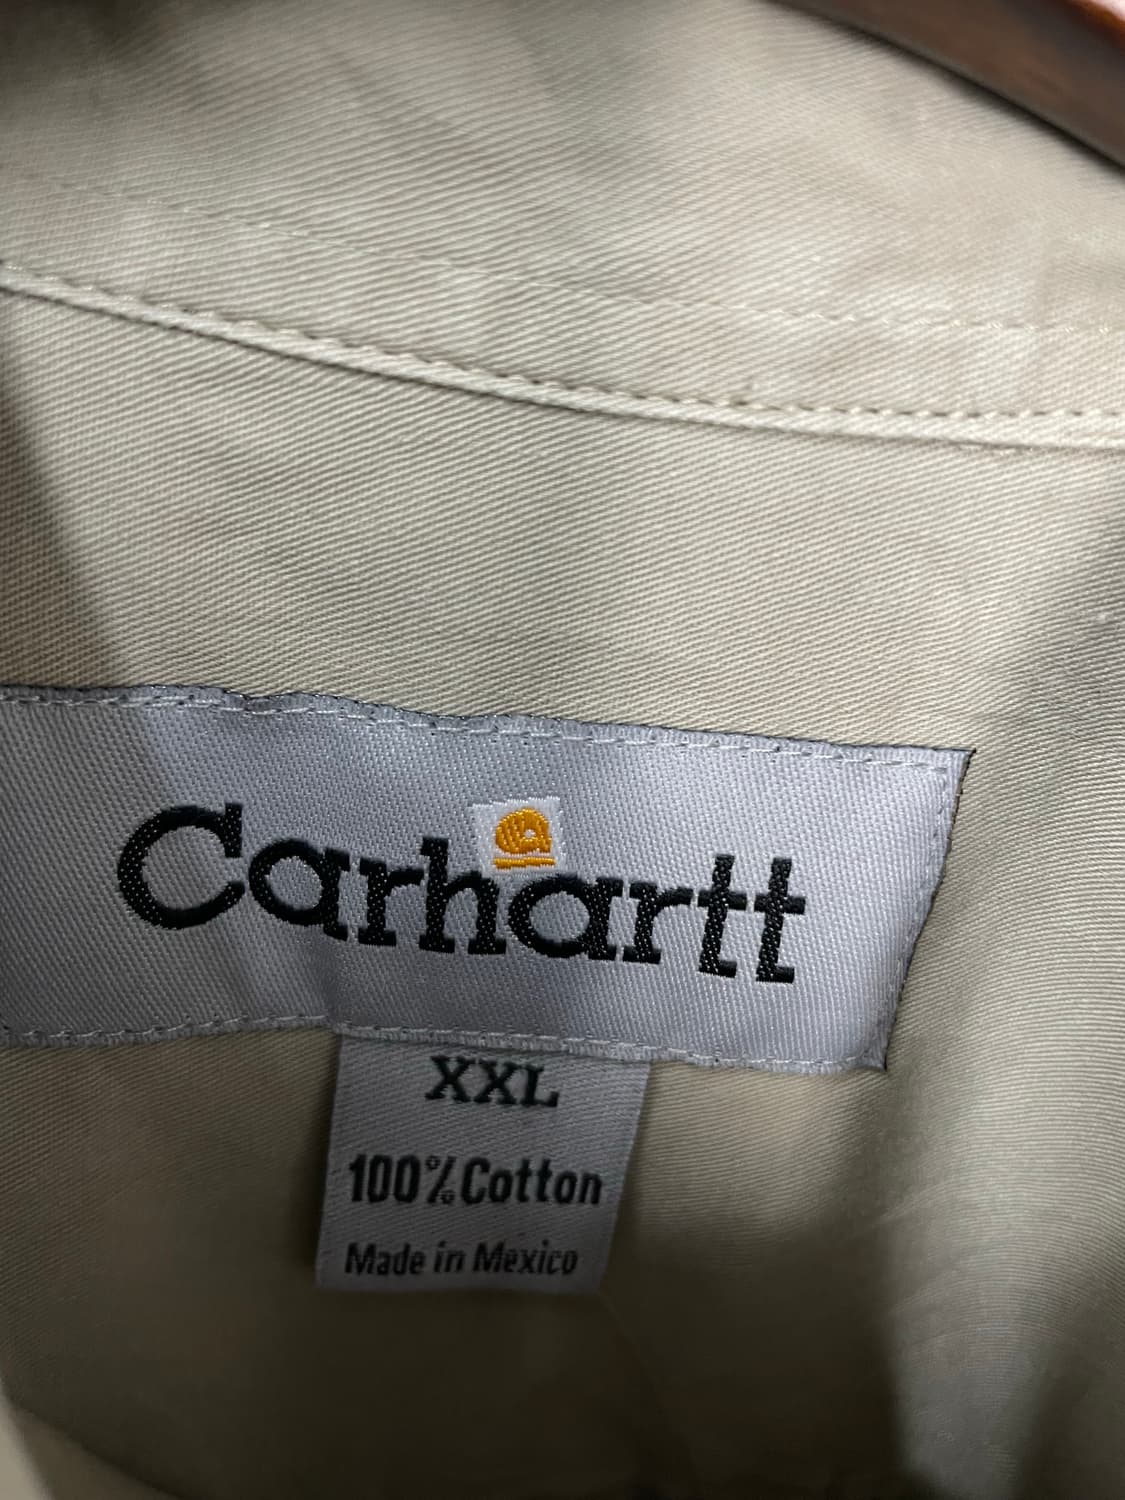 Carhartt
XXL
100% Cotton
Made in Mexico